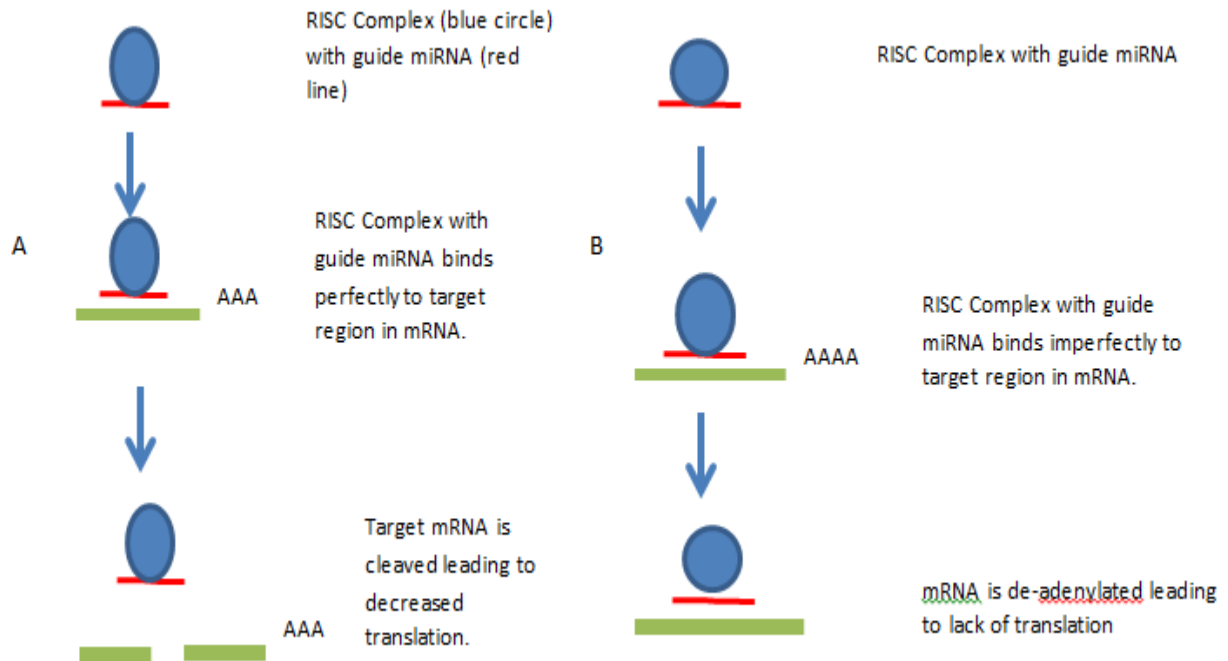 RISC Complex (blue circle)
with guide miRNA (red
line)
A
RISC Complex with
guide miRNA binds
perfectly to target
region in mRNA.
AAA
Target mRNA is
cleaved leading to
decreased
translation.
AAA
RISC Complex with guide miRNA
B
RISC Complex with guide
miRNA binds imperfectly to
target region in mRNA.
AAAA
mRNA is de-adenylated leading
to lack of translation